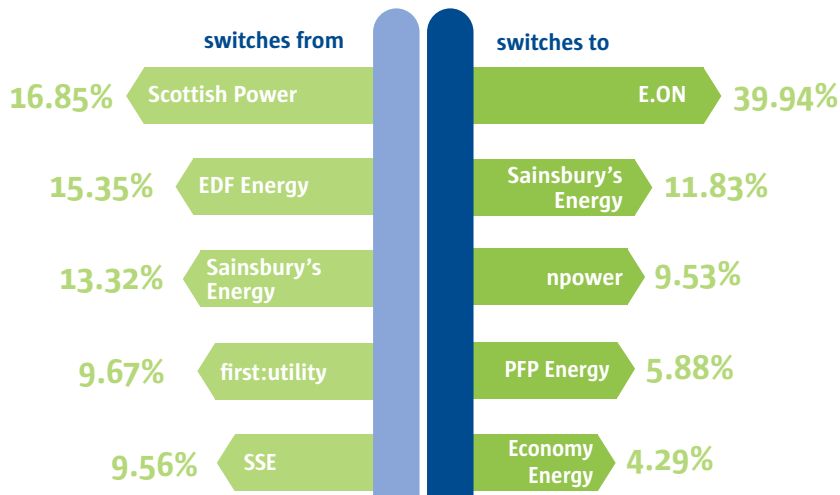 switches from
switches to
16.85%
Scottish Power
E.ON
39.94%
15.35%
EDF Energy
Sainsbury's
Energy
11.83%
13.32%
Sainsbury's
Energy
npower
9.53%
9.67%
first:utility
PFP Energy
5.88%
9.56%
SSE
Economy
Energy
4.29%